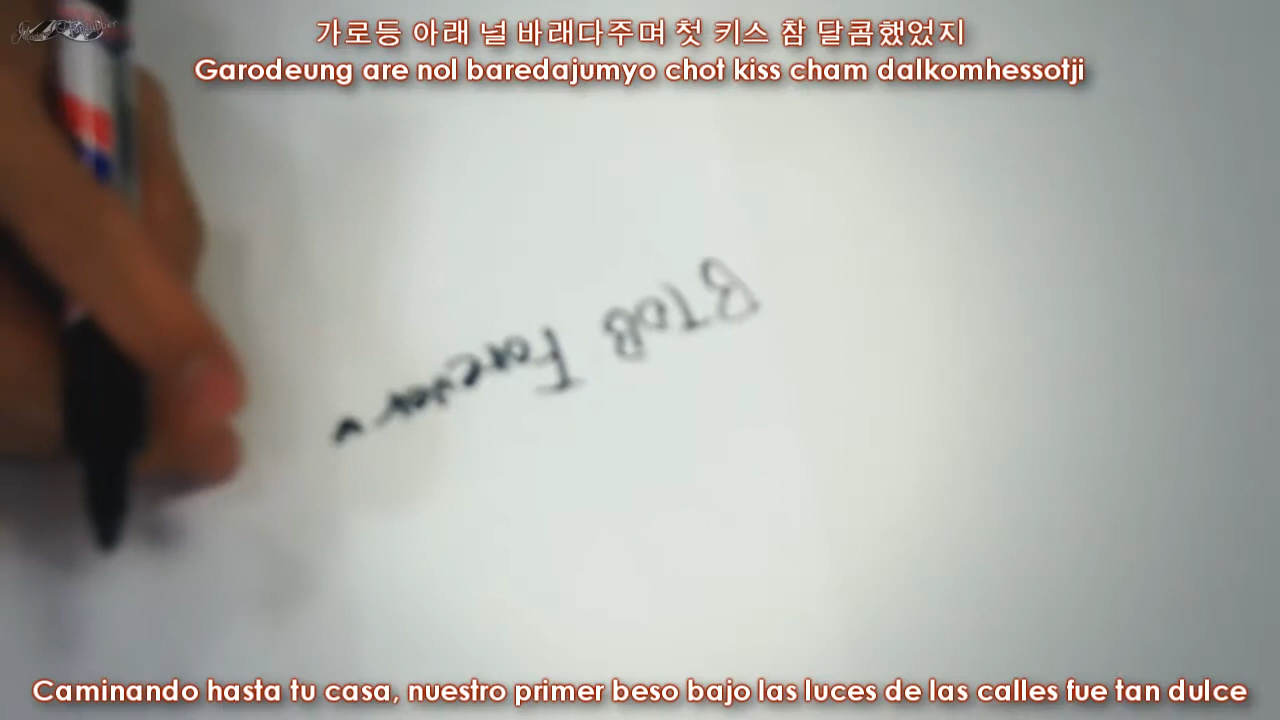 가로등 아래 널 바래다주며 첫 키스 참 달콤했었지
Garodeung are nol baredajumyo chot kiss cham dalkomhessotji
BToB Forever
Caminando hasta tu casa, nuestro primer beso bajo las luces de las calles fue tan dulce